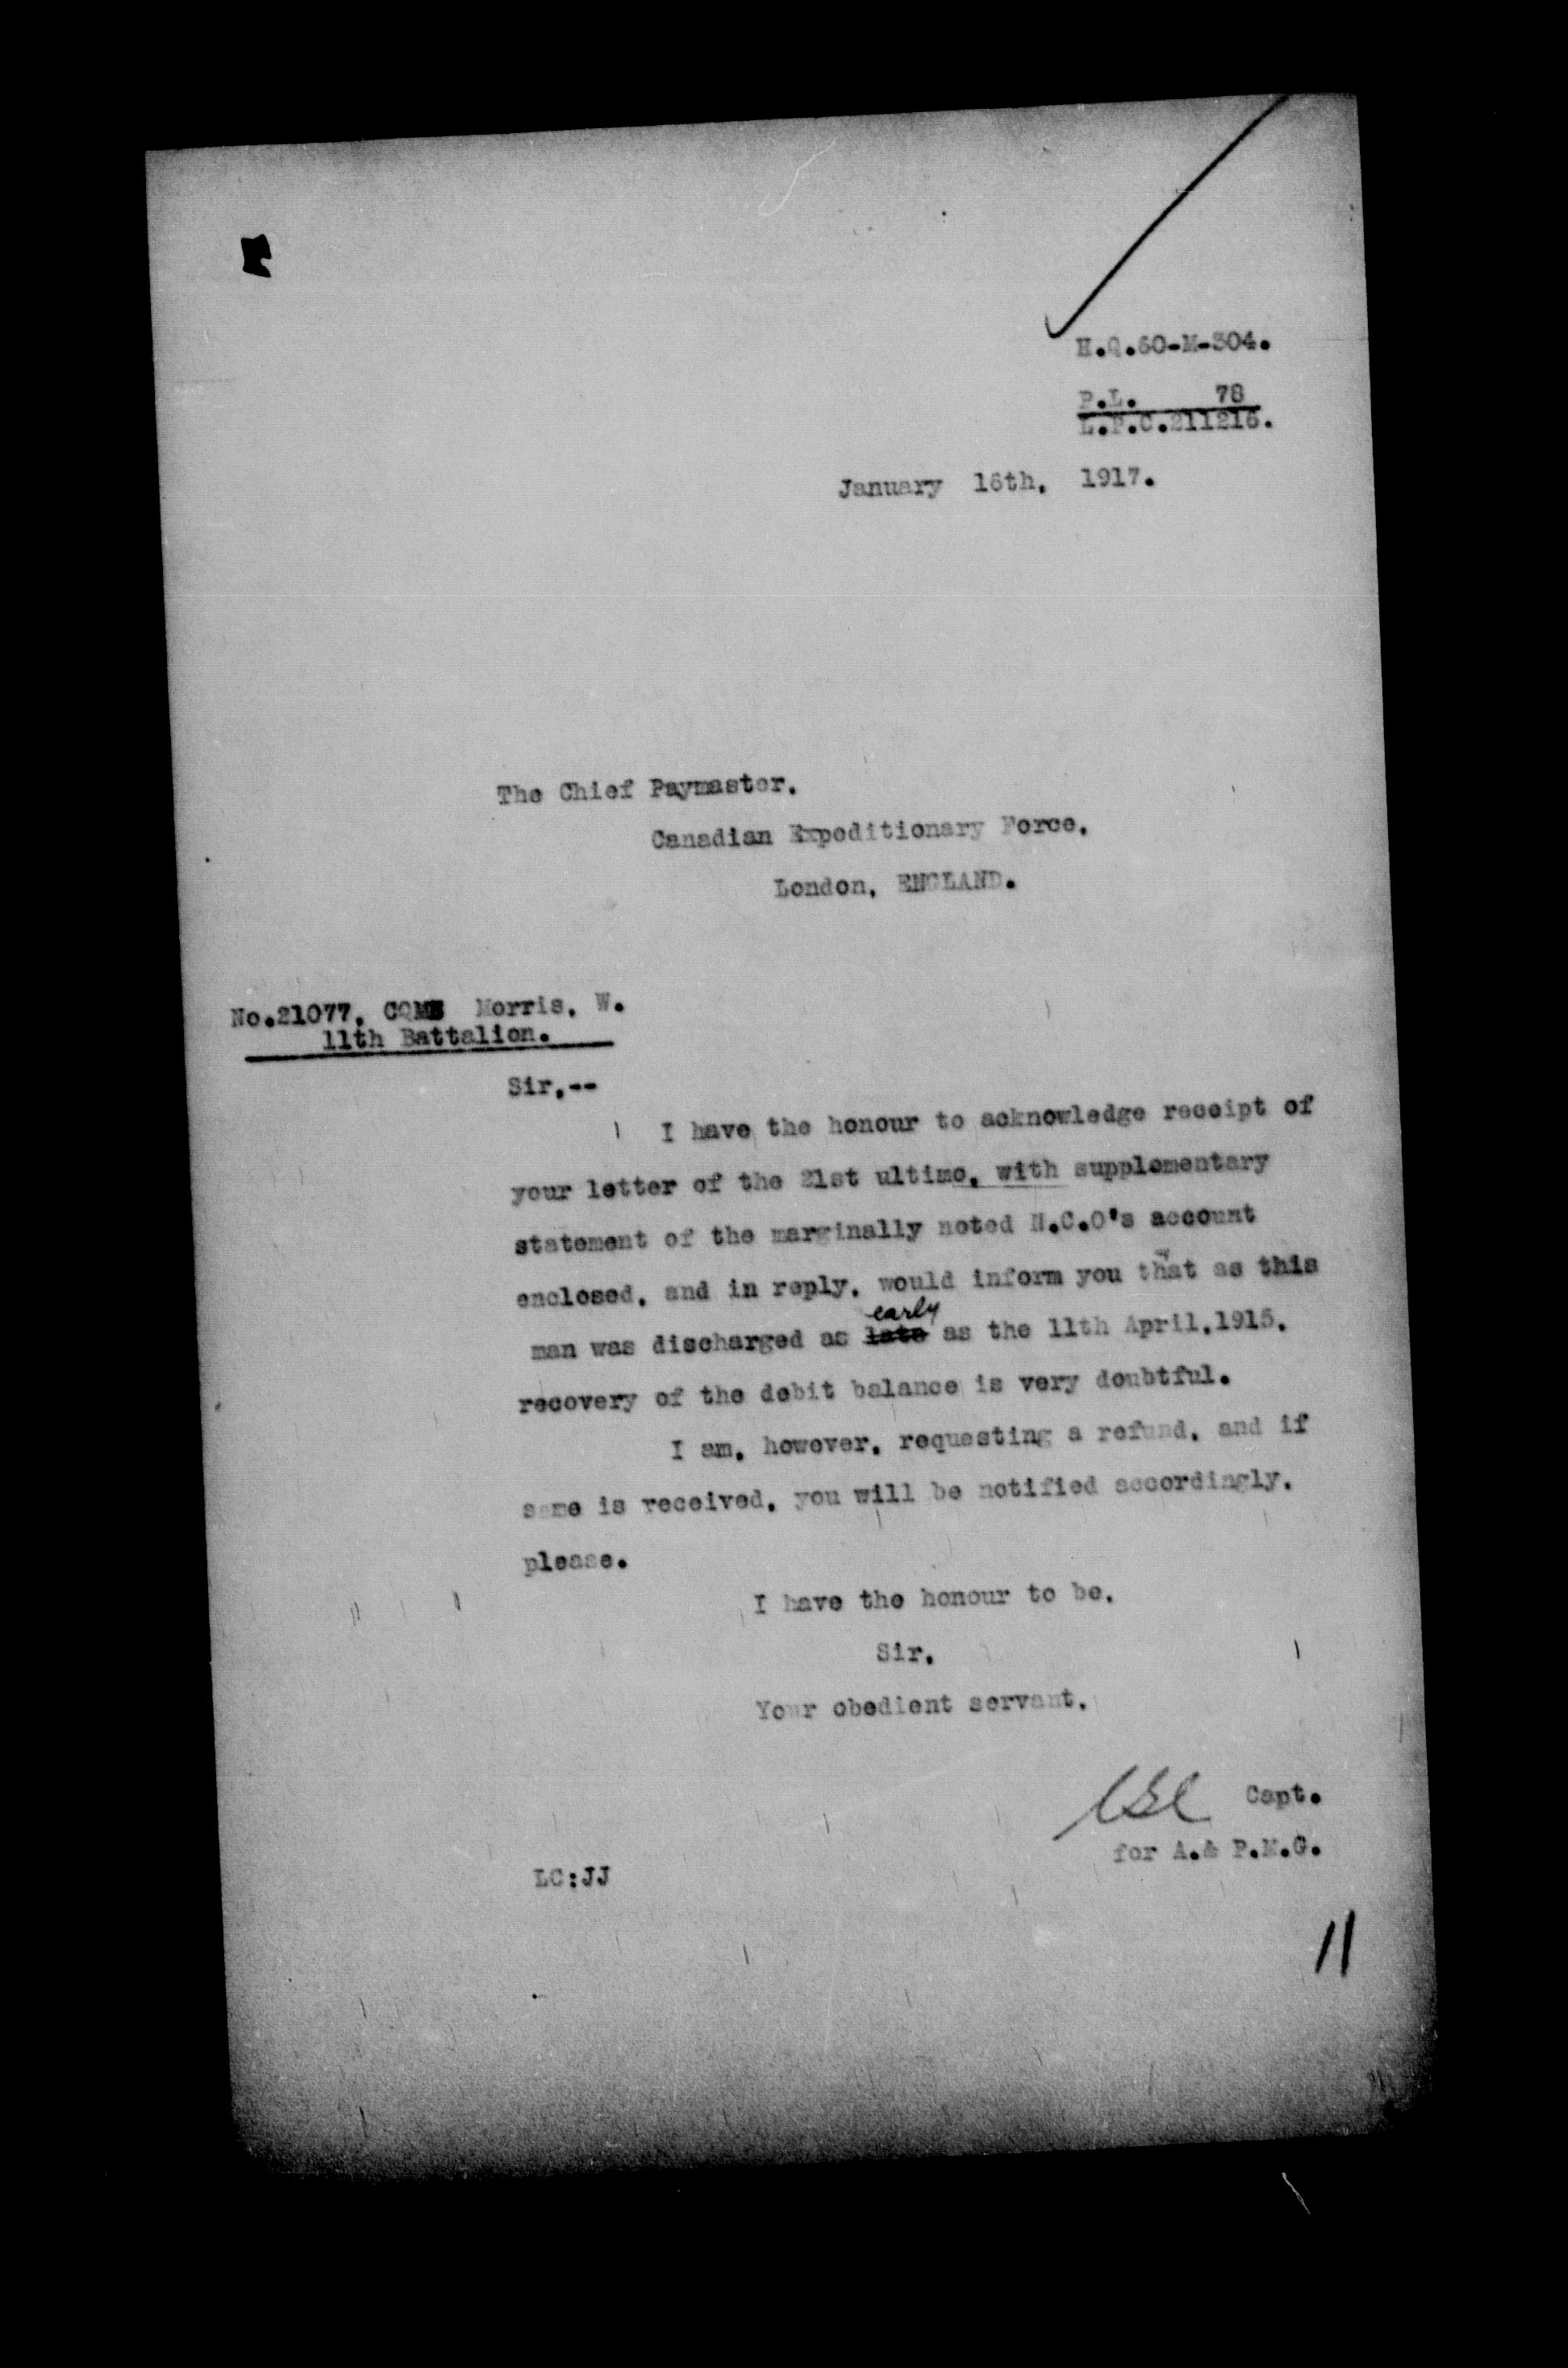 H.Q.60-M-304.
P.L. 78
L.P.C.211216.
January 16th, 1917.
The Chief Paymaster,
Canadian Expeditionary Force,
London, ENGLAND.
No.21077, CQMS Morris, W.
11th Battalion.
Sir,--
I have the honour to acknowledge receipt of
your letter of the 21st ultimo, with supplementary
statement of the marginally noted N.C.O's account
enclosed, and in reply, would inform you that as this
early
man was discharged as late as the 11th April,1915,
recovery of the debit balance is very doubtful.
I am, however, requesting a refund, and if
same is received, you will be notified accordingly,
please.
I have the honour to be,
Sir,
Your obedient servant,
Capt.
for A.& P.M.G.
LC:JJ
11